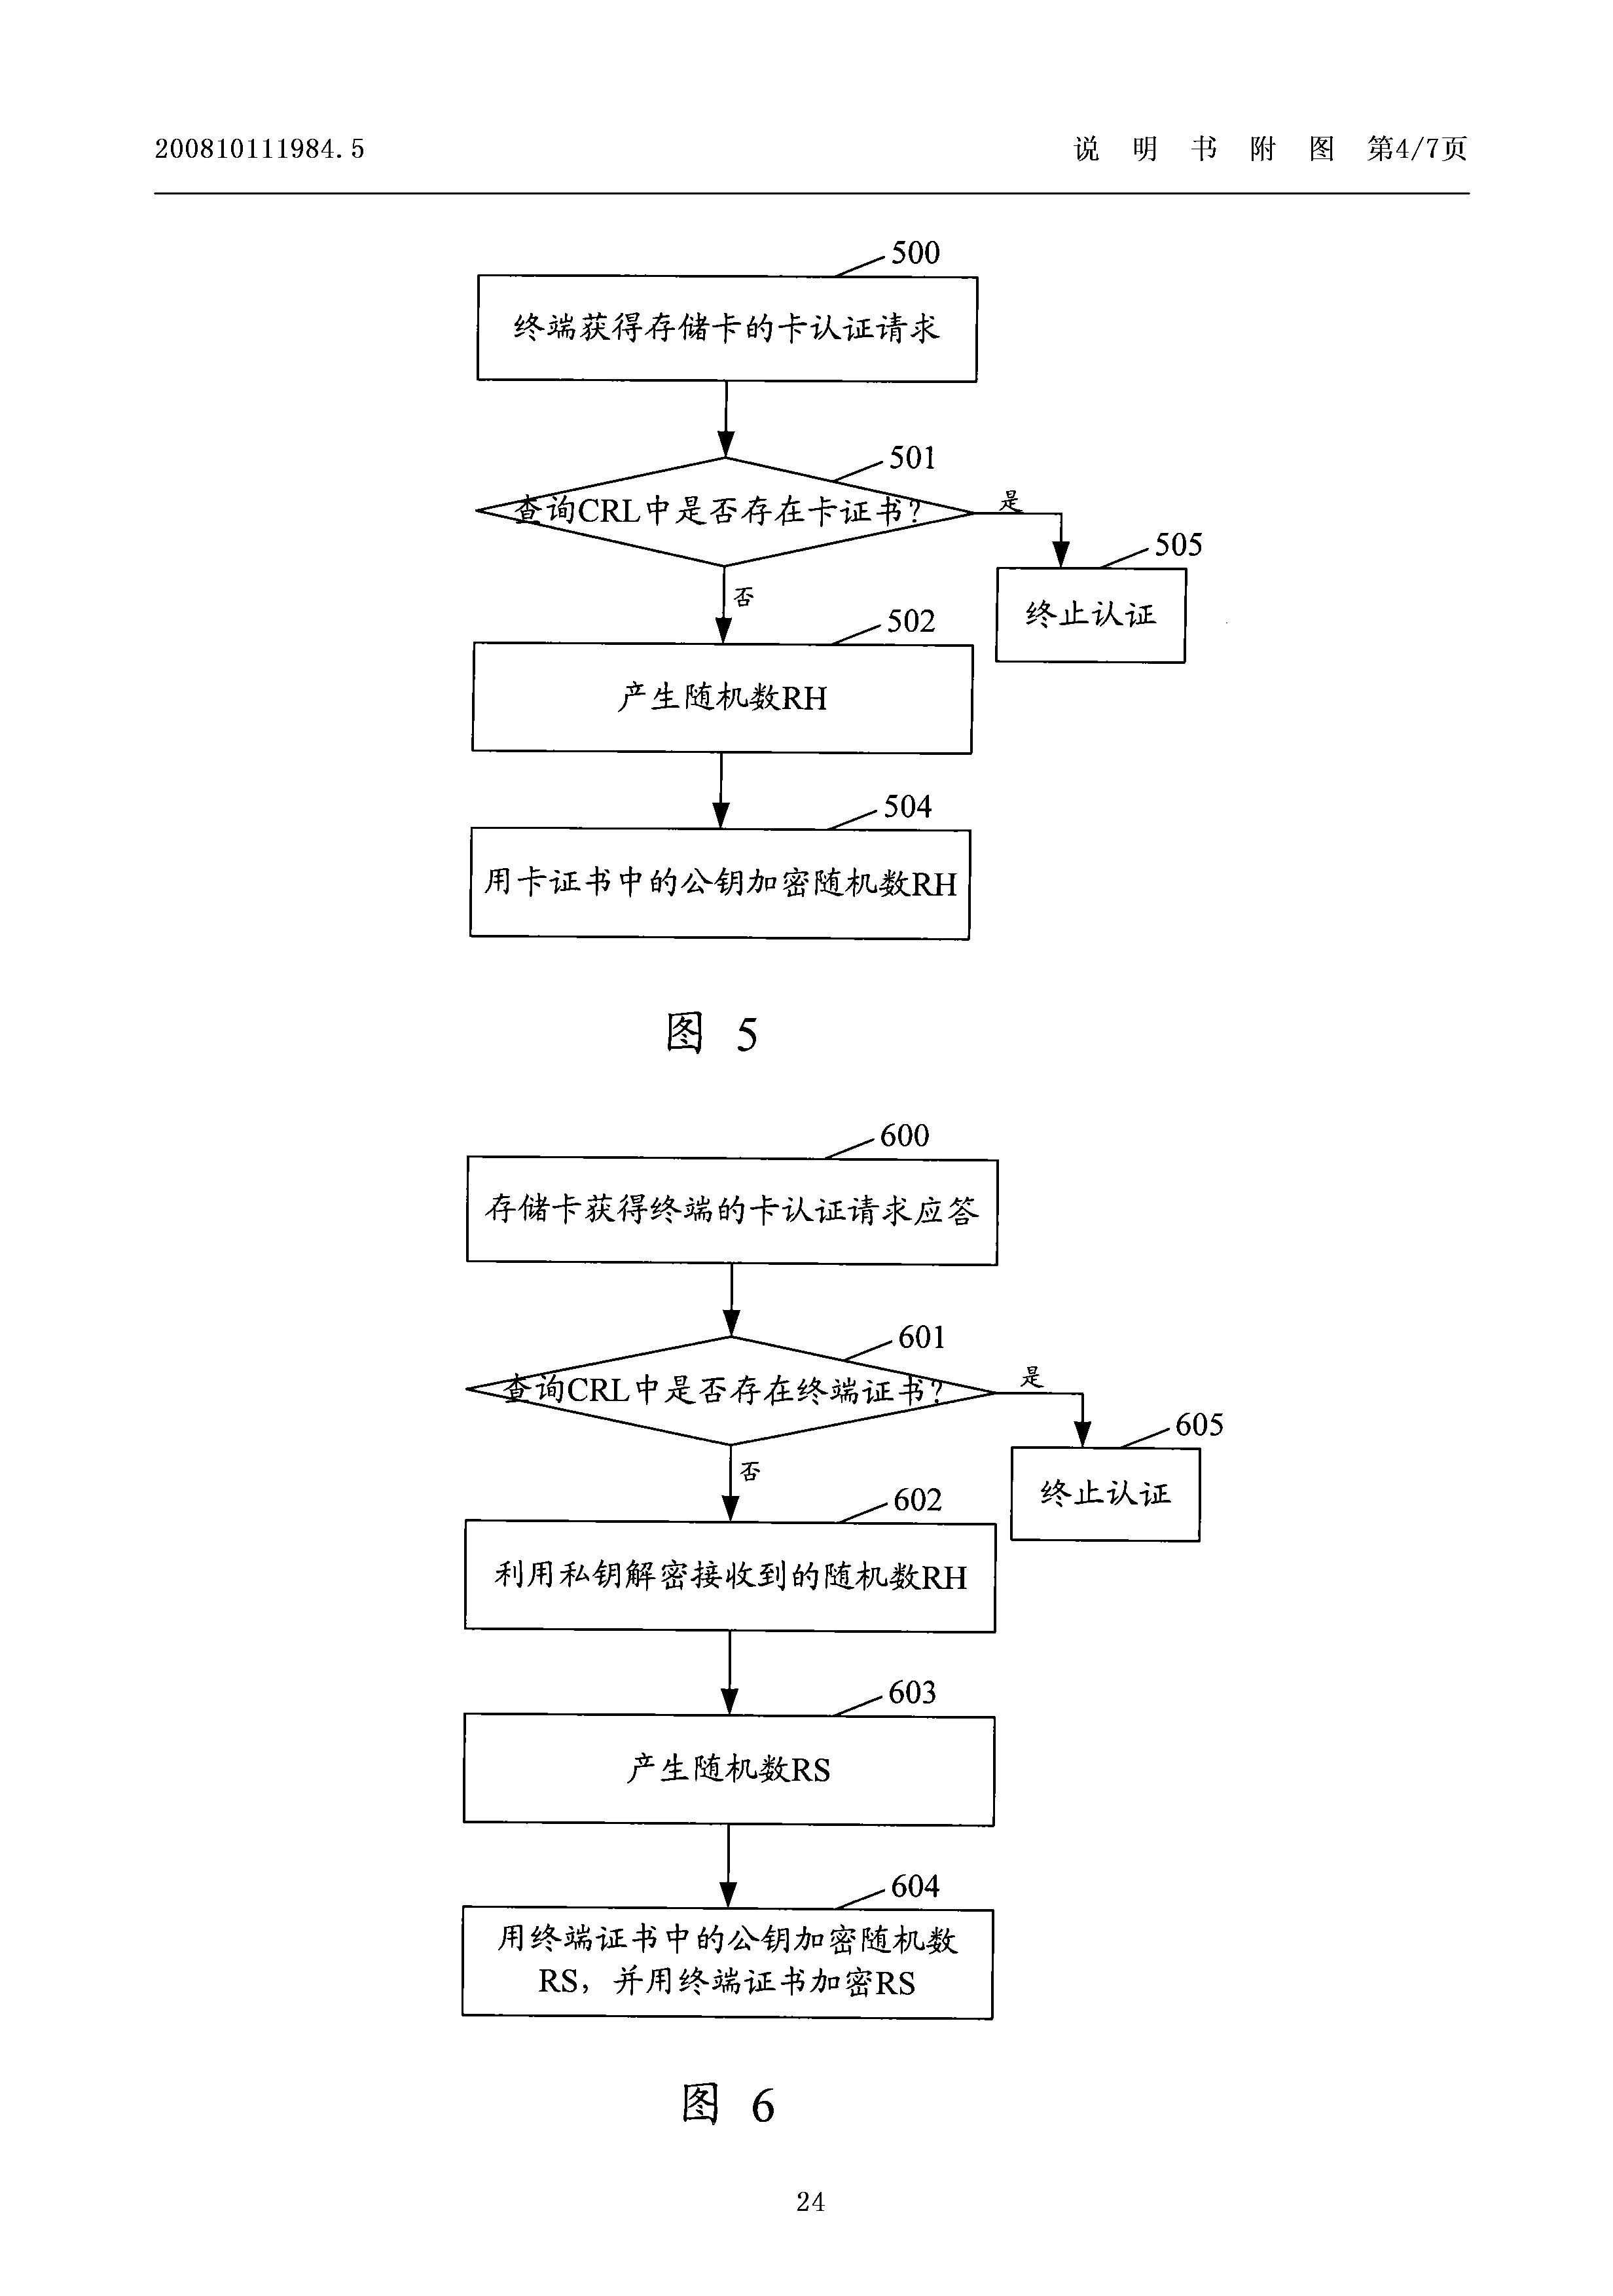 200810111984.5
说 明 书 附 图 第4/7页
500
终端获得存储卡的卡认证请求
501
查询CRL中是否存在卡证书?
是
505
终止认证
否
502
产生随机数RH
504
用卡证书中的公钥加密随机数RH
图 5
600
存储卡获得终端的卡认证请求应答
601
查询CRL中是否存在终端证书?
是
605
终止认证
否
602
利用私钥解密接收到的随机数RH
603
产生随机数RS
604
用终端证书中的公钥加密随机数
RS，并用终端证书加密RS
图 6
24